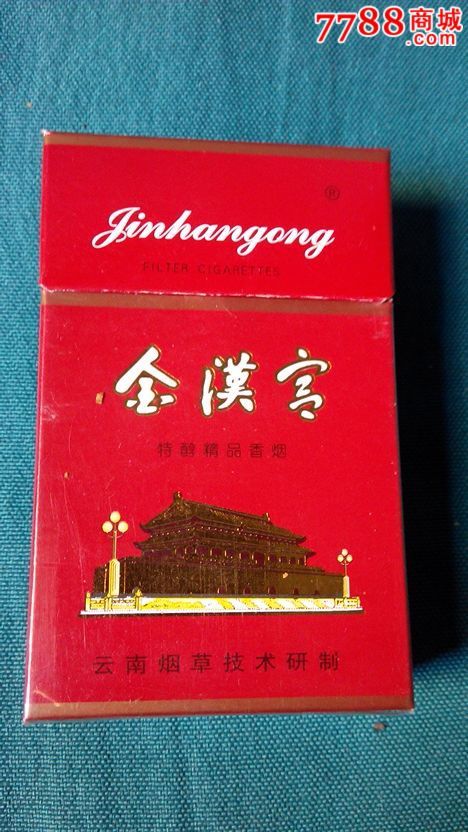 7788商城
.com
®
Jinhangong
FILTER CIGARETTES
金漢宫
特醇精品香烟
云南烟草技术研制